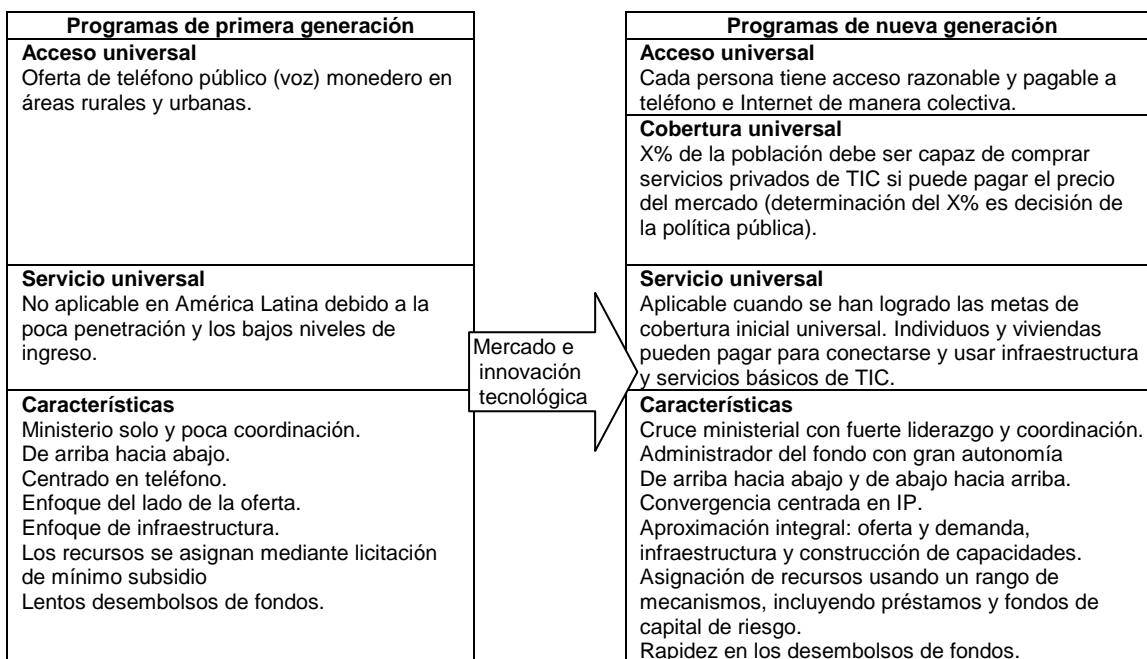 Programas de primera generación
Acceso universal
Oferta de teléfono público (voz) monedero en
áreas rurales y urbanas.
Servicio universal
No aplicable en América Latina debido a la
poca penetración y los bajos niveles de
ingreso.
Características
Ministerio solo y poca coordinación.
De arriba hacia abajo.
Centrado en teléfono.
Enfoque del lado de la oferta.
Enfoque de infraestructura.
Los recursos se asignan mediante licitación
de mínimo subsidio
Lentos desembolsos de fondos.
Mercado e
innovación
tecnológica
Programas de nueva generación
Acceso universal
Cada persona tiene acceso razonable y pagable a
teléfono e Internet de manera colectiva.
Cobertura universal
X% de la población debe ser capaz de comprar
servicios privados de TIC si puede pagar el precio
del mercado (determinación del X% es decisión de
la política pública).
Servicio universal
Aplicable cuando se han logrado las metas de
cobertura inicial universal. Individuos y viviendas
pueden pagar para conectarse y usar infraestructura
y servicios básicos de TIC.
Características
Cruce ministerial con fuerte liderazgo y coordinación.
Administrador del fondo con gran autonomía
De arriba hacia abajo y de abajo hacia arriba.
Convergencia centrada en IP.
Aproximación integral: oferta y demanda,
infraestructura y construcción de capacidades.
Asignación de recursos usando un rango de
mecanismos, incluyendo préstamos y fondos de
capital de riesgo.
Rapidez en los desembolsos de fondos.